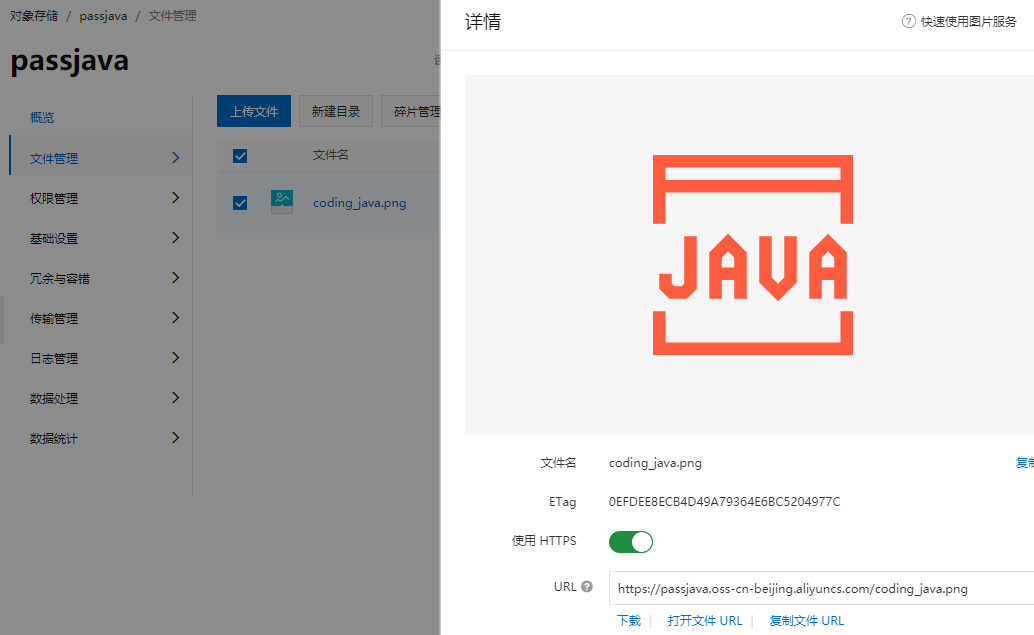 对象存储 / passjava / 文件管理
passjava
概览
文件管理
权限管理
基础设置
冗余与容错
传输管理
日志管理
数据处理
数据统计
上传文件 新建目录 碎片管理
文件名
coding_java.png
详情
快速使用图片服务
JAVA
文件名 coding_java.png
ETag 0EFDEE8ECB4D49A79364E6BC5204977C
使用 HTTPS
URL https://passjava.oss-cn-beijing.aliyuncs.com/coding_java.png
下载 打开文件 URL 复制文件 URL